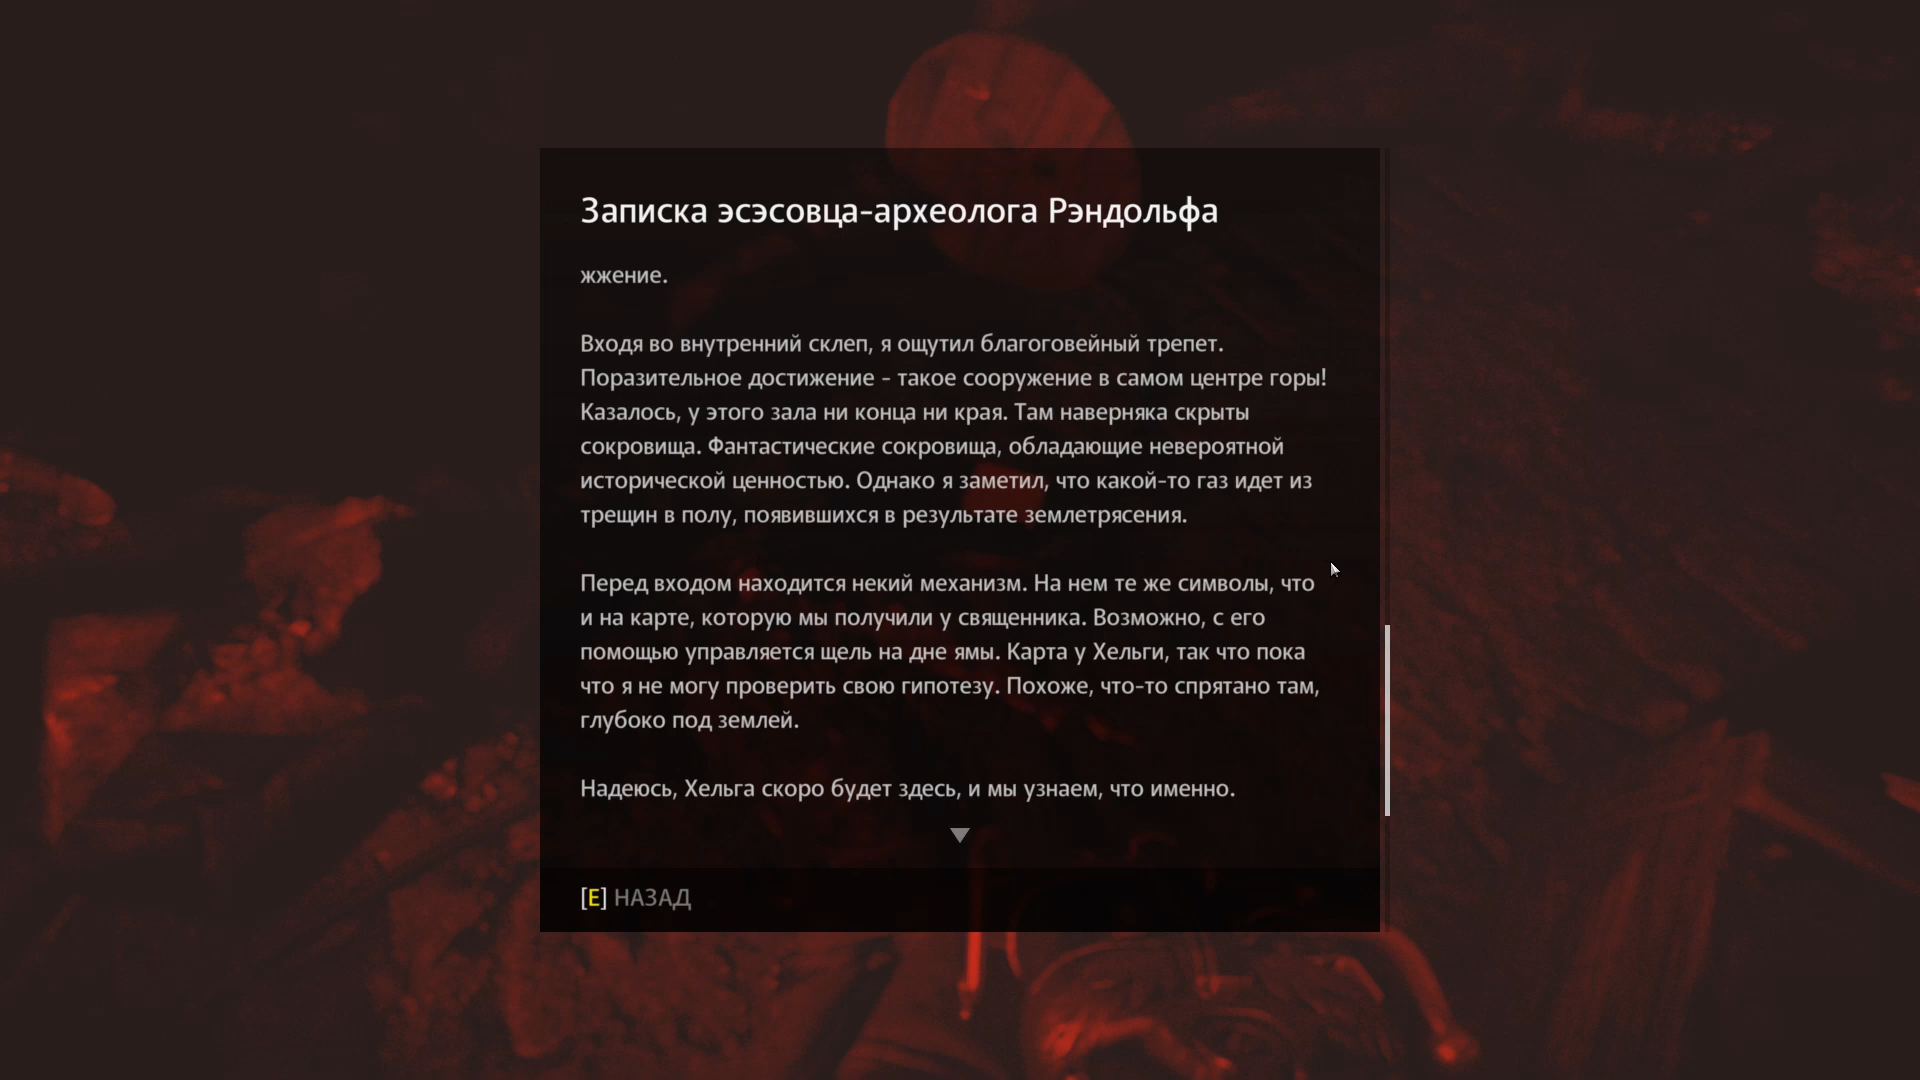 Записка эсэсовца-археолога Рэндольфа
жжение.
Входя во внутренний склеп, я ощутил благоговейный трепет.
Поразительное достижение - такое сооружение в самом центре горы!
Казалось, у этого зала ни конца ни края. Там наверняка скрыты
сокровища. Фантастические сокровища, обладающие невероятной
исторической ценностью. Однако я заметил, что какой-то газ идет из
трещин в полу, появившихся в результате землетрясения.
Перед входом находится некий механизм. На нем те же символы, что
и на карте, которую мы получили у священника. Возможно, с его
помощью управляется щель на дне ямы. Карта у Хельги, так что пока
что я не могу проверить свою гипотезу. Похоже, что-то спрятано там,
глубоко под землей.
Надеюсь, Хельга скоро будет здесь, и мы узнаем, что именно.
[E] НАЗАД